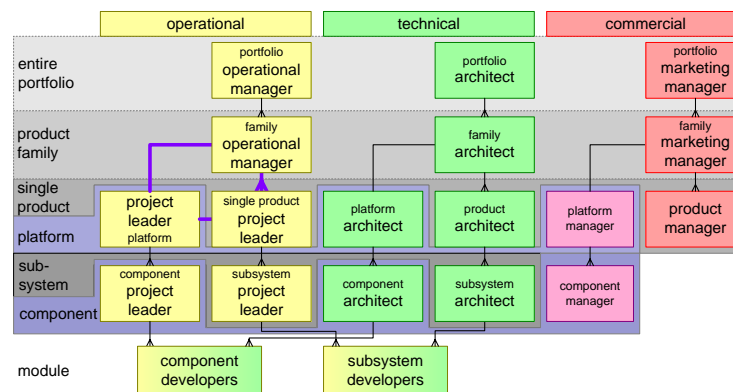 operational
technical
commercial
entire
portfolio
portfolio
operational
manager
portfolio
architect
portfolio
marketing
manager
product
family
family
operational
manager
family
architect
family
marketing
manager
single
product
platform
project
leader
platform
single product
project
leader
platform
architect
product
architect
platform
manager
product
manager
sub-
system
component
component
project
leader
subsystem
project
leader
component
architect
subsystem
architect
component
manager
module
component
developers
subsystem
developers